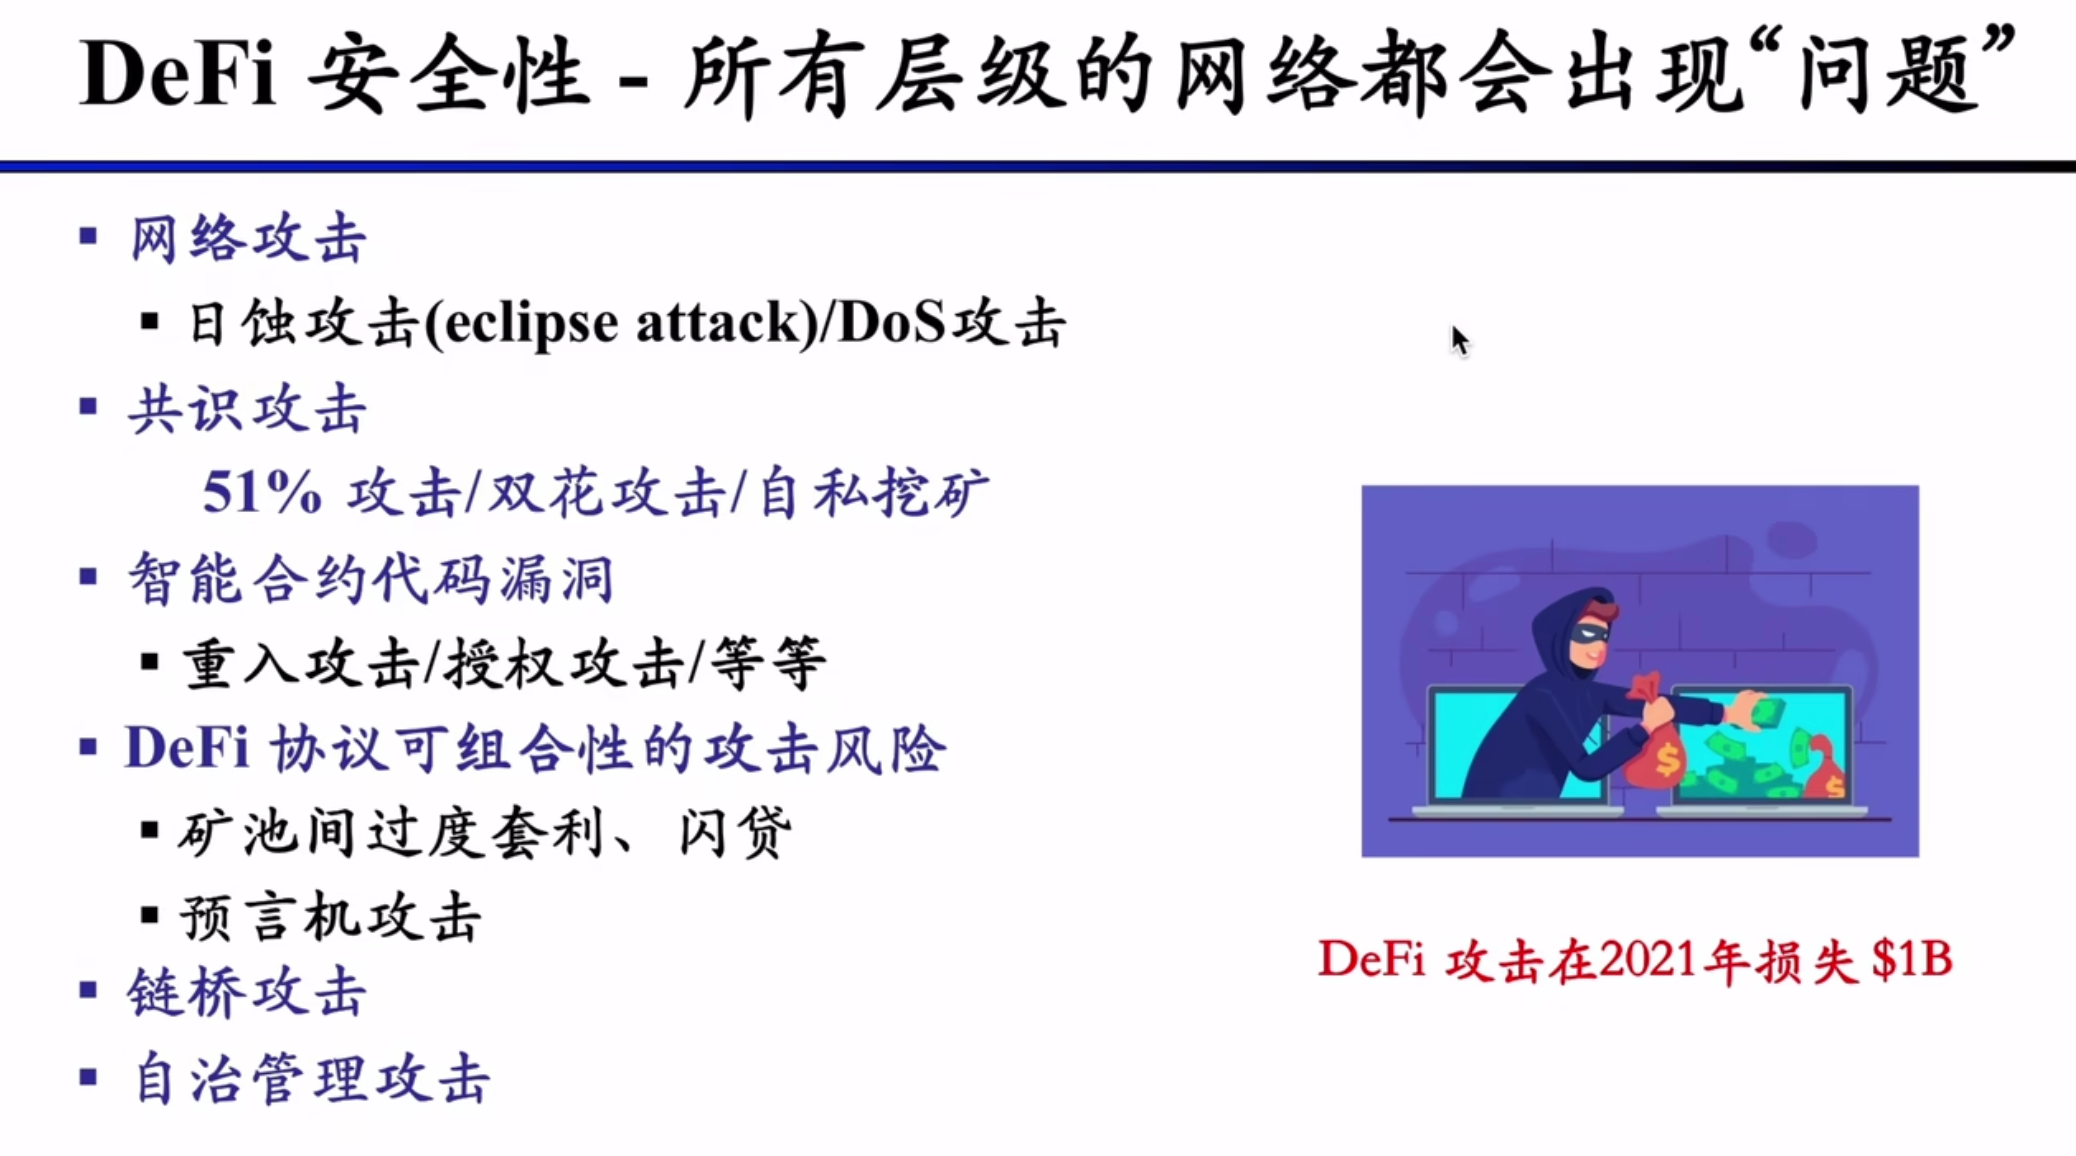 DeFi 安全性 - 所有层级的网络都会出现“问题”
网络攻击
日蚀攻击(eclipse attack)/DoS攻击
共识攻击
51% 攻击/双花攻击/自私挖矿
智能合约代码漏洞
重入攻击/授权攻击/等等
DeFi 协议可组合性的攻击风险
矿池间过度套利、闪贷
预言机攻击
链桥攻击
自治管理攻击
$
$
DeFi 攻击在2021年损失 $1B